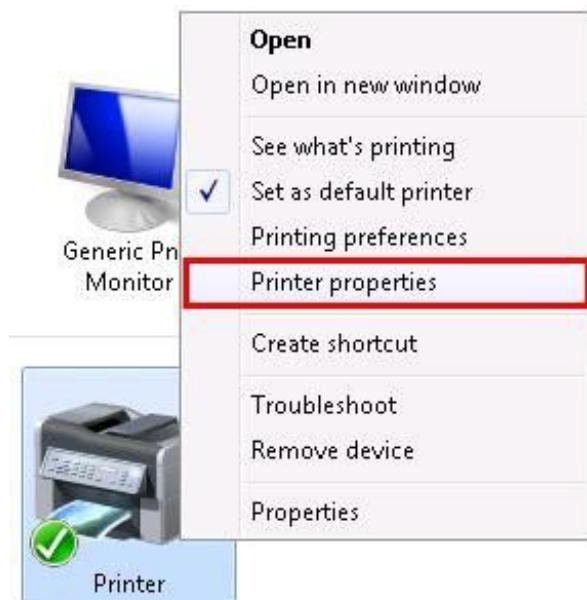 Open
Open in new window
See what's printing
Set as default printer
Printing preferences
Generic Pn
Monitor
Printer properties
Create shortcut
Troubleshoot
Remove device
Properties
Printer